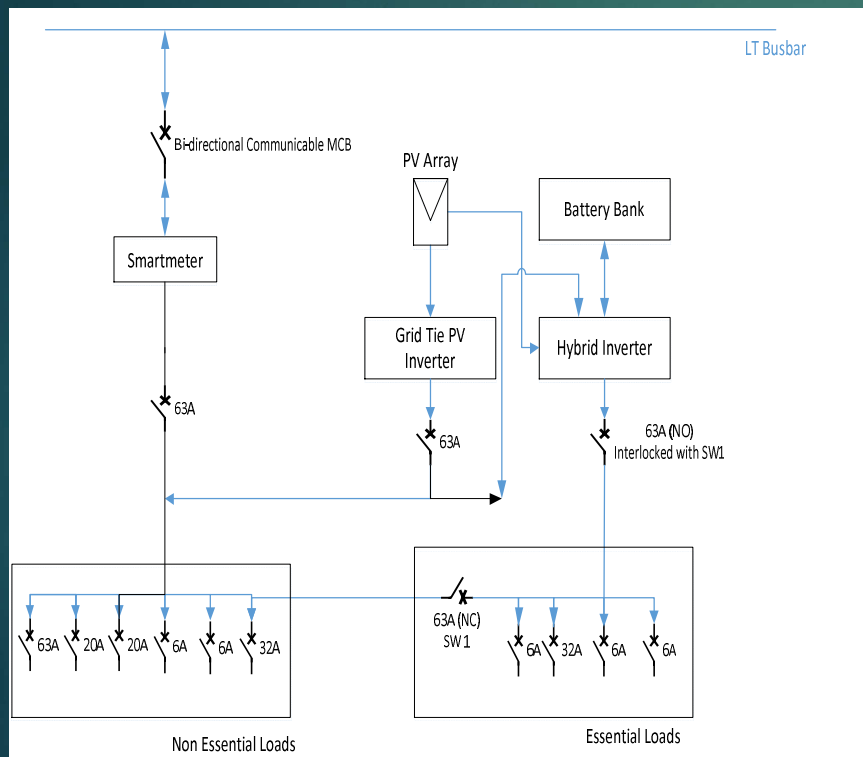 LT Busbar
Bi-directional Communicable MCB
PV Array
Battery Bank
Smartmeter
Grid Tie PV
Inverter
Hybrid Inverter
63A
63A
63A (NO)
Interlocked with SW1
63A (NC)
SW1
63A
20A
20A
6A
6A
32A
6A
32A
6A
6A
Non Essential Loads
Essential Loads